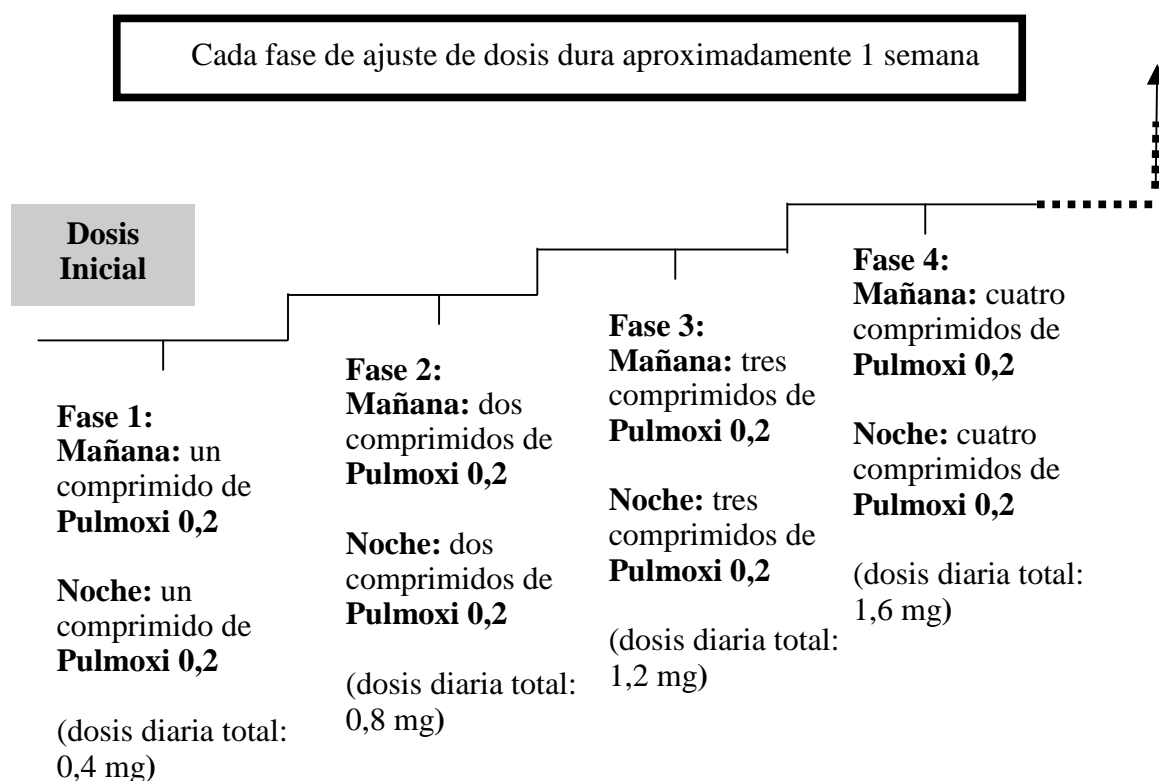 Cada fase de ajuste de dosis dura aproximadamente 1 semana
Dosis
Inicial
Fase 1:
Mañana: un
comprimido de
Pulmoxi 0,2
Noche: un
comprimido de
Pulmoxi 0,2
(dosis diaria total:
0,4 mg)
Fase 2:
Mañana: dos
comprimidos de
Pulmoxi 0,2
Noche: dos
comprimidos de
Pulmoxi 0,2
(dosis diaria total:
0,8 mg)
Fase 3:
Mañana: tres
comprimidos de
Pulmoxi 0,2
Noche: tres
comprimidos de
Pulmoxi 0,2
(dosis diaria total:
1,2 mg)
Fase 4:
Mañana: cuatro
comprimidos de
Pulmoxi 0,2
Noche: cuatro
comprimidos de
Pulmoxi 0,2
(dosis diaria total:
1,6 mg)